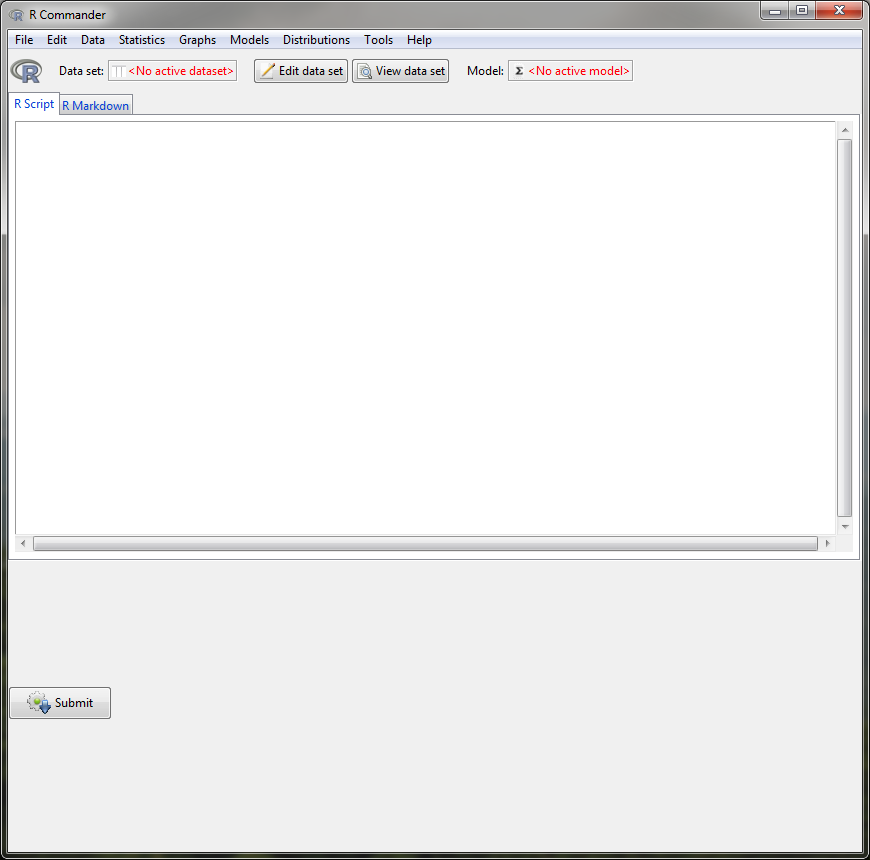 R Commander
File Edit Data Statistics Graphs Models Distributions Tools Help
R Data set: <No active dataset> Edit data set View data set Model: Σ <No active model>
R Script R Markdown
Submit